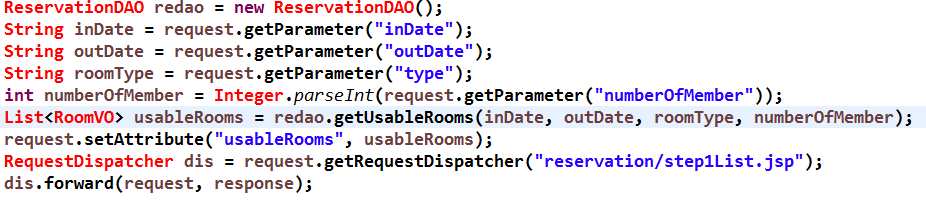 ReservationDAO redao = new ReservationDAO();
String inDate = request.getParameter("inDate");
String outDate = request.getParameter("outDate");
String roomType = request.getParameter("type");
int numberOfMember = Integer.parseInt(request.getParameter("numberOfMember"));
List<RoomVO> usableRooms = redao.getUsableRooms(inDate, outDate, roomType, numberOfMember);
request.setAttribute("usableRooms", usableRooms);
RequestDispatcher dis = request.getRequestDispatcher("reservation/step1List.jsp");
dis.forward(request, response);